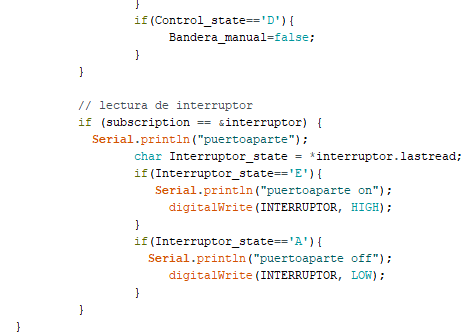 }
if(Control_state=='D'){
Bandera_manual=false;
}
}
// lectura de interruptor
if (subscription == &interruptor) {
Serial.println("puertoaparte");
char Interruptor_state = *interruptor.lastread;
if(Interruptor_state=='E'){
Serial.println("puertoaparte on");
digitalWrite(INTERRUPTOR, HIGH);
}
if(Interruptor_state=='A'){
Serial.println("puertoaparte off");
digitalWrite(INTERRUPTOR, LOW);
}
}
}